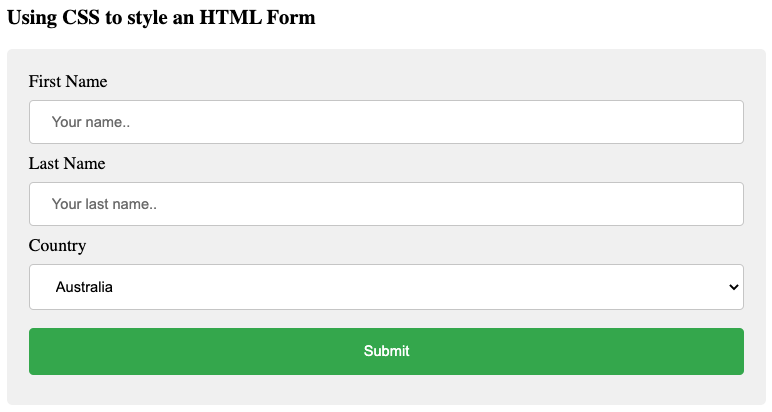 Using CSS to style an HTML Form
First Name
Your name..
Last Name
Your last name..
Country
Australia
Submit